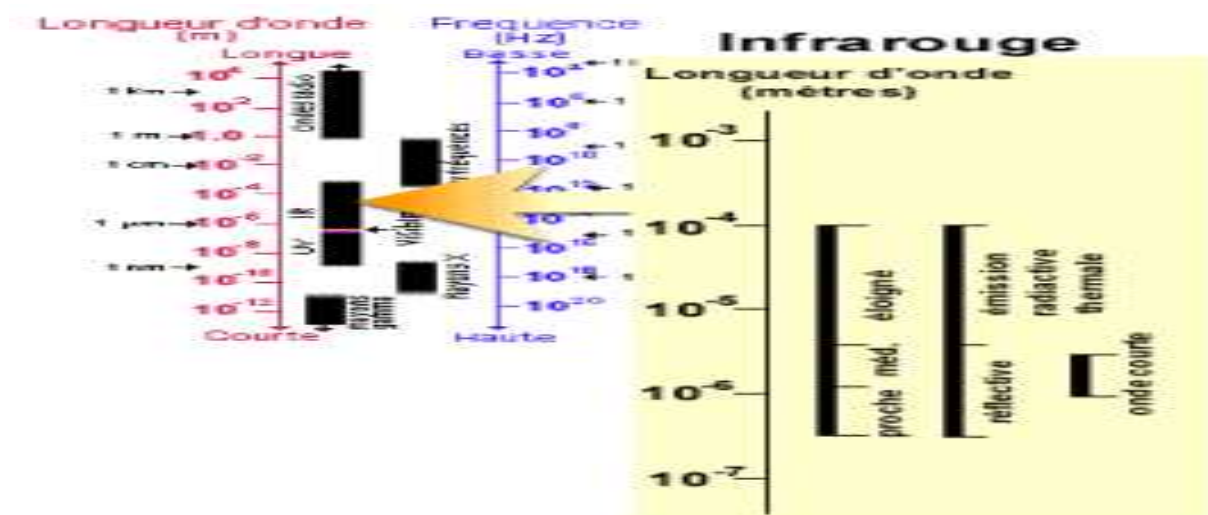 Longueur d'onde
(m)
Longue
10⁴
10²
1.0
10⁻²
10⁻⁴
10⁻⁶
10⁻⁸
10⁻¹⁰
10⁻¹²
Courte
1 km
1 m
1 cm
1 µm
1 nm
Ondes radio
IR
UV
Visible
Rayons X
rayons
gamma
Frequence
(Hz)
Basse
10⁴
10⁶
10⁸
10¹⁰
10¹²
10¹⁶
10¹⁸
10²⁰
Haute
Infrarouge
Longueur d'onde
(mètres)
10⁻³
10⁻⁴
10⁻⁵
10⁻⁶
10⁻⁷
proche
méd.
éloigné
réflective
émission
radiactive
thermale
onde courte